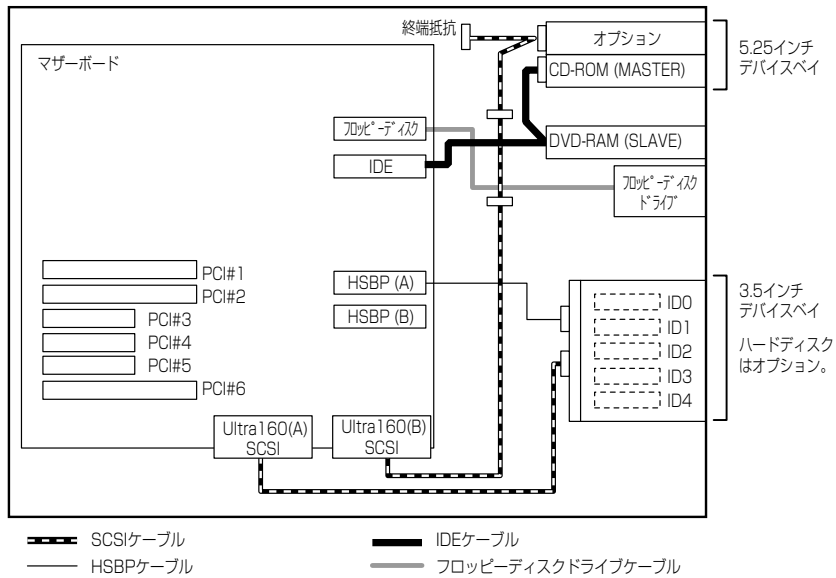 終端抵抗
オプション
5.25インチ
デバイスベイ
マザーボード
CD-ROM (MASTER)
フロッピーディスク
DVD-RAM (SLAVE)
IDE
フロッピーディスク
ドライブ
PCI#1
PCI#2
PCI#3
PCI#4
PCI#5
PCI#6
HSBP (A)
HSBP (B)
ID0
ID1
ID2
ID3
ID4
3.5インチ
デバイスベイ
ハードディスク
はオプション。
Ultra160(A)
SCSI
Ultra160(B)
SCSI
SCSIケーブル
IDEケーブル
HSBPケーブル
フロッピーディスクドライブケーブル